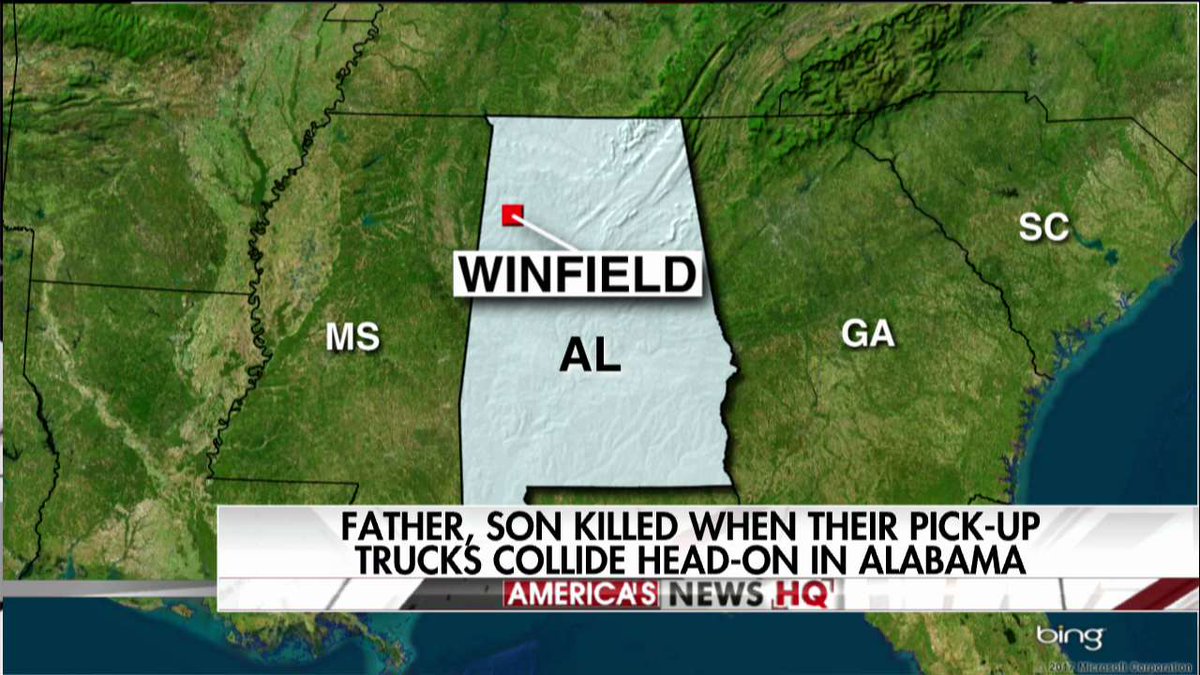 SC
WINFIELD
MS
AL
GA
FATHER, SON KILLED WHEN THEIR PICK-UP
TRUCKS COLLIDE HEAD-ON IN ALABAMA
AMERICA'S NEWS HQ
bing
2017 Microsoft Corporation